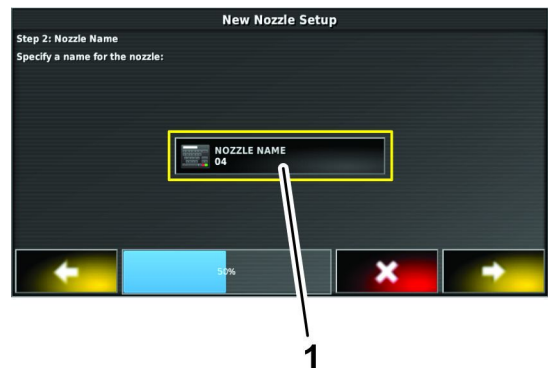 New Nozzle Setup
Step 2: Nozzle Name
Specify a name for the nozzle:
NOZZLE NAME
04
50%
1